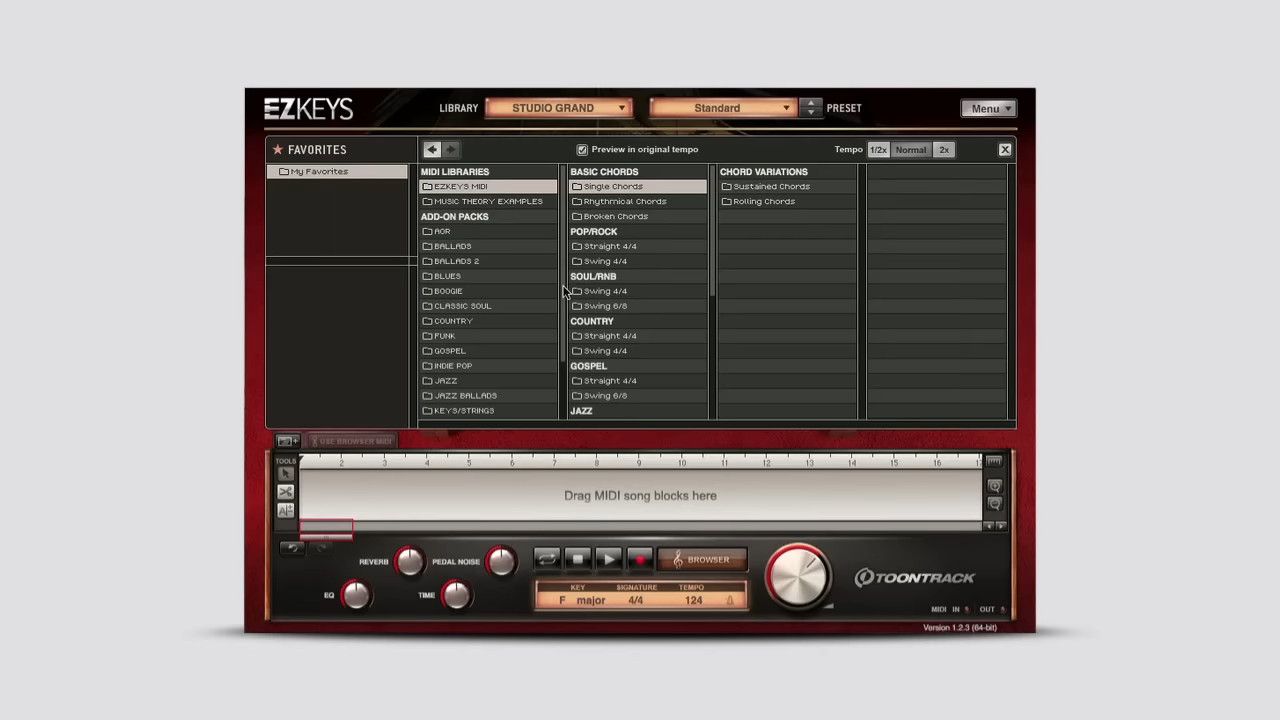 EZKEYS
LIBRARY STUDIO GRAND Standard PRESET Menu
FAVORITES
My Favorites
Preview in original tempo Tempo 1/2x Normal 2x
MIDI LIBRARIES
EZKEYS MIDI
MUSIC THEORY EXAMPLES
ADD-ON PACKS
AOR
BALLADS
BALLADS 2
BLUES
BOOGIE
CLASSIC SOUL
COUNTRY
FUNK
GOSPEL
INDIE POP
JAZZ
JAZZ BALLADS
KEYS/STRINGS
BASIC CHORDS
Single Chords
Rhythmical Chords
Broken Chords
POP/ROCK
Straight 4/4
Swing 4/4
SOUL/RNB
Swing 4/4
Swing 6/8
COUNTRY
Straight 4/4
Swing 4/4
GOSPEL
Straight 4/4
Swing 6/8
JAZZ
CHORD VARIATIONS
Sustained Chords
Rolling Chords
USE BROWSER MIDI
TOOLS
2 3 4 5 6 7 8 9 10 11 12 13 14 15 16
Drag MIDI song blocks here
REVERB PEDAL NOISE BROWSER
EQ TIME
KEY SIGNATURE TEMPO
F major 4/4 124
TOONTRACK
MIDI IN OUT
Version 1.2.3 (64-bit)